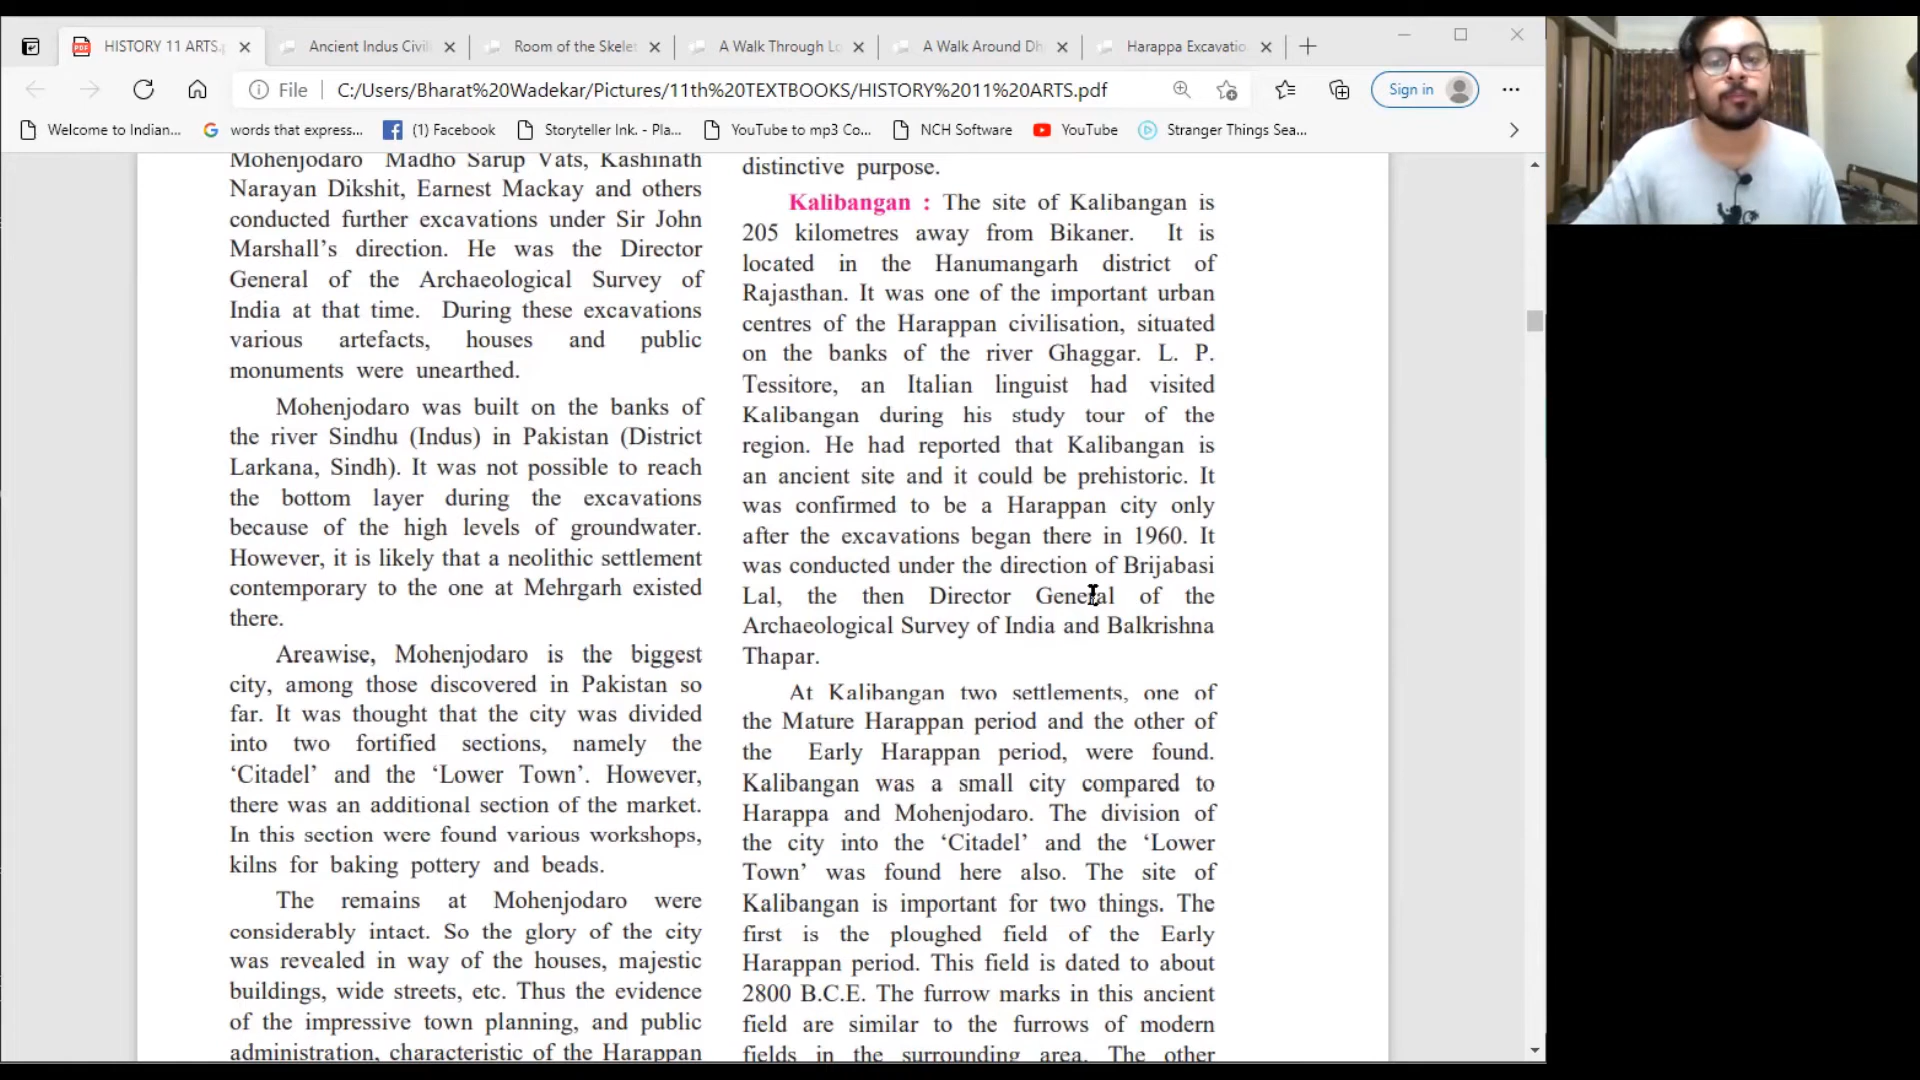 HISTORY 11 ARTS.p
Ancient Indus Civili
Room of the Skelet
A Walk Through Lo
A Walk Around Dh
Harappa Excavatio
File
C:/Users/Bharat%20Wadekar/Pictures/11th%20TEXTBOOKS/HISTORY%2011%20ARTS.pdf
Sign in
Welcome to Indian...
words that express...
(1) Facebook
Storyteller Ink. - Pla...
YouTube to mp3 Co...
NCH Software
YouTube
Stranger Things Sea...
Mohenjodaro Madho Sarup Vats, Kashinath
Narayan Dikshit, Earnest Mackay and others
conducted further excavations under Sir John
Marshall’s direction. He was the Director
General of the Archaeological Survey of
India at that time. During these excavations
various artefacts, houses and public
monuments were unearthed.
Mohenjodaro was built on the banks of
the river Sindhu (Indus) in Pakistan (District
Larkana, Sindh). It was not possible to reach
the bottom layer during the excavations
because of the high levels of groundwater.
However, it is likely that a neolithic settlement
contemporary to the one at Mehrgarh existed
there.
Areawise, Mohenjodaro is the biggest
city, among those discovered in Pakistan so
far. It was thought that the city was divided
into two fortified sections, namely the
‘Citadel’ and the ‘Lower Town’. However,
there was an additional section of the market.
In this section were found various workshops,
kilns for baking pottery and beads.
The remains at Mohenjodaro were
considerably intact. So the glory of the city
was revealed in way of the houses, majestic
buildings, wide streets, etc. Thus the evidence
of the impressive town planning, and public
administration, characteristic of the Harappan
distinctive purpose.
Kalibangan : The site of Kalibangan is
205 kilometres away from Bikaner. It is
located in the Hanumangarh district of
Rajasthan. It was one of the important urban
centres of the Harappan civilisation, situated
on the banks of the river Ghaggar. L. P.
Tessitore, an Italian linguist had visited
Kalibangan during his study tour of the
region. He had reported that Kalibangan is
an ancient site and it could be prehistoric. It
was confirmed to be a Harappan city only
after the excavations began there in 1960. It
was conducted under the direction of Brijabasi
Lal, the then Director General of the
Archaeological Survey of India and Balkrishna
Thapar.
At Kalibangan two settlements, one of
the Mature Harappan period and the other of
the Early Harappan period, were found.
Kalibangan was a small city compared to
Harappa and Mohenjodaro. The division of
the city into the ‘Citadel’ and the ‘Lower
Town’ was found here also. The site of
Kalibangan is important for two things. The
first is the ploughed field of the Early
Harappan period. This field is dated to about
2800 B.C.E. The furrow marks in this ancient
field are similar to the furrows of modern
fields in the surrounding area. The other